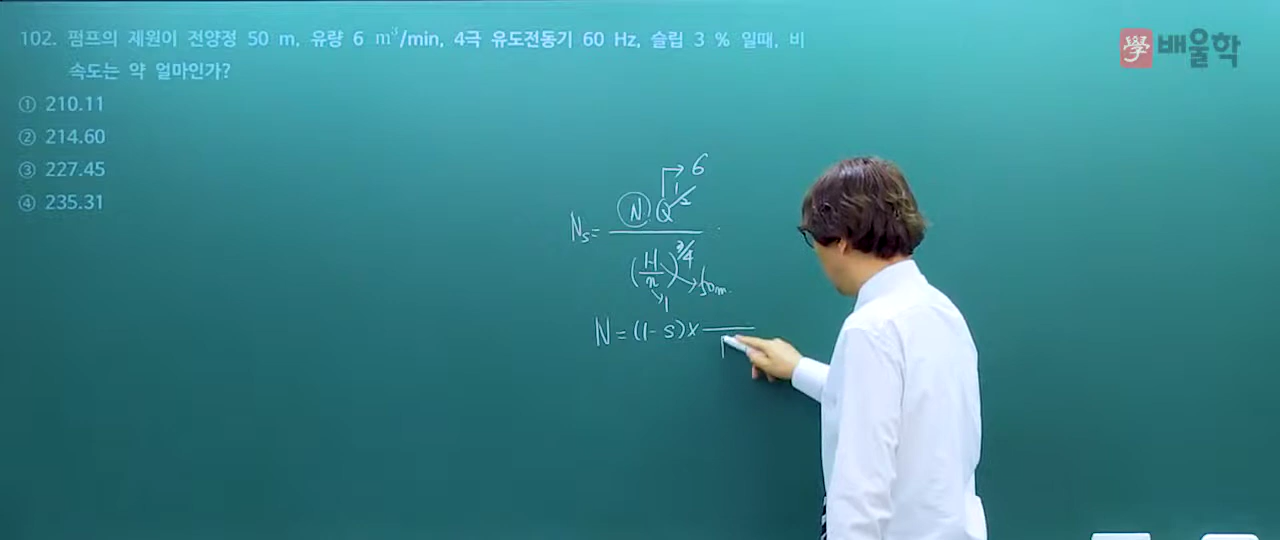 102. 펌프의 제원이 전양정 50 m, 유량 6 m³/min, 4극 유도전동기 60 Hz, 슬립 3 % 일때, 비
속도는 약 얼마인가?
① 210.11
② 214.60
③ 227.45
④ 235.31
學 배울학
→ 6
Ns = N Q^1/2
(H/n)^3/4
→ 50m.
→ 1
N = (1 - S) ×